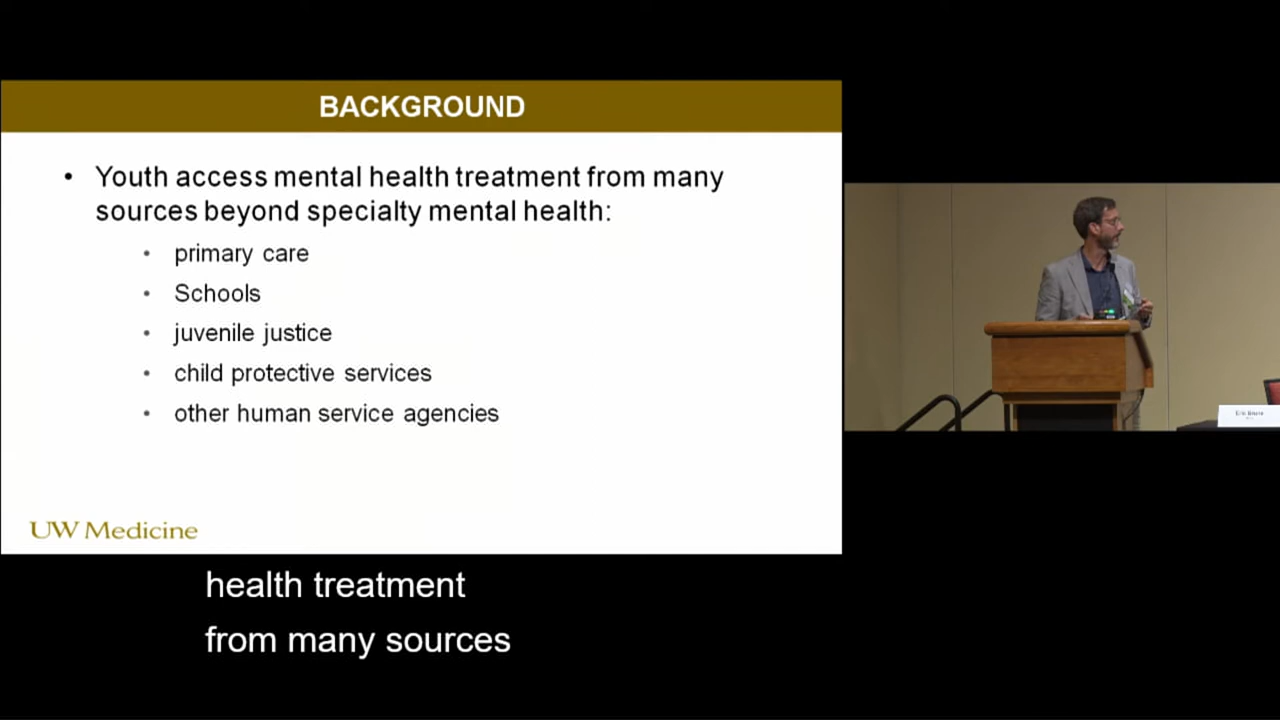 BACKGROUND
• Youth access mental health treatment from many
sources beyond specialty mental health:
• primary care
• Schools
• juvenile justice
• child protective services
• other human service agencies
UW Medicine
health treatment
from many sources